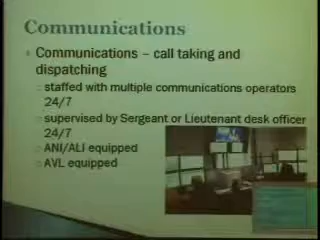 Communications
Communications – call taking and
dispatching
staffed with multiple communications operators
24/7
supervised by Sergeant or Lieutenant desk officer
24/7
ANI/ALI equipped
AVL equipped